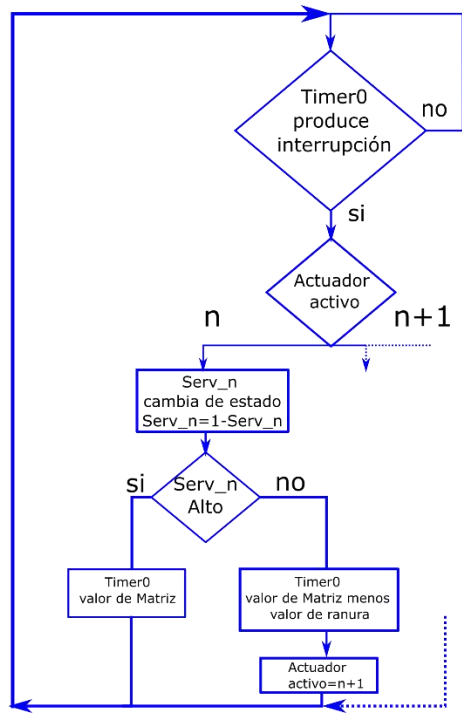 Timer0
produce
interrupción
no
si
Actuador
activo
n
n+1
Serv_n
cambia de estado
Serv_n=1-Serv_n
si
Serv_n
Alto
no
Timer0
valor de Matriz
Timer0
valor de Matriz menos
valor de ranura
Actuador
activo=n+1